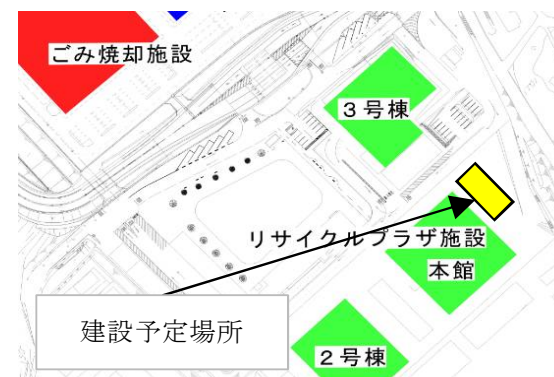 ごみ焼却施設
3号棟
リサイクルプラザ施設
本館
建設予定場所
2号棟